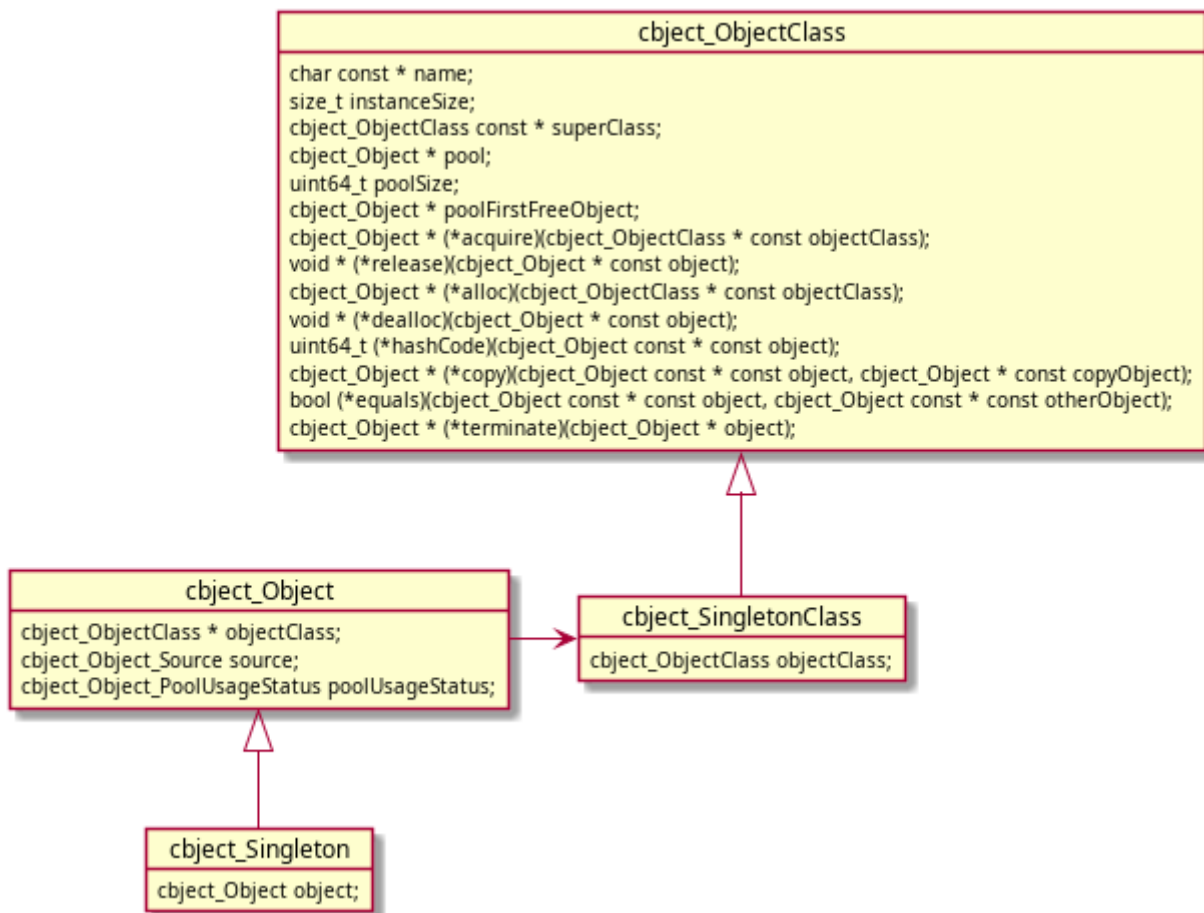 cbject_ObjectClass
char const * name;
size_t instanceSize;
cbject_ObjectClass const * superClass;
cbject_Object * pool;
uint64_t poolSize;
cbject_Object * poolFirstFreeObject;
cbject_Object * (*acquire)(cbject_ObjectClass * const objectClass);
void * (*release)(cbject_Object * const object);
cbject_Object * (*alloc)(cbject_ObjectClass * const objectClass);
void * (*dealloc)(cbject_Object * const object);
uint64_t (*hashCode)(cbject_Object const * const object);
cbject_Object * (*copy)(cbject_Object const * const object, cbject_Object * const copyObject);
bool (*equals)(cbject_Object const * const object, cbject_Object const * const otherObject);
cbject_Object * (*terminate)(cbject_Object * object);
cbject_Object
cbject_ObjectClass * objectClass;
cbject_Object_Source source;
cbject_Object_PoolUsageStatus poolUsageStatus;
cbject_SingletonClass
cbject_ObjectClass objectClass;
cbject_Singleton
cbject_Object object;